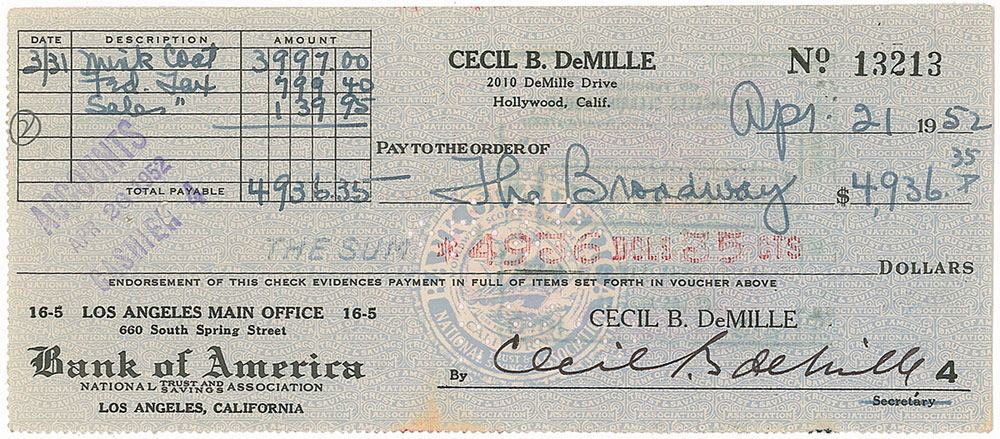 DATE DESCRIPTION AMOUNT
3/31 Mink Coat 3997.00
Fed. Tax 799 40
Sales " 139 95
2
TOTAL PAYABLE 4936.35
ACCOUNTS
1952
CECIL B. DeMILLE
2010 DeMille Drive
Hollywood, Calif.
Nº 13213
Apr. 21 1952
PAY TO THE ORDER OF The Broadway $4,936.35
THE SUM 4936 DOLLS 35 CTS
DOLLARS
ENDORSEMENT OF THIS CHECK EVIDENCES PAYMENT IN FULL OF ITEMS SET FORTH IN VOUCHER ABOVE
16-5 LOS ANGELES MAIN OFFICE 16-5
660 South Spring Street
Bank of America
NATIONAL TRUST AND SAVINGS ASSOCIATION
LOS ANGELES, CALIFORNIA
CECIL B. DeMILLE
By Cecil B. deMille 4
Secretary